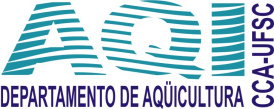 AQI
DEPARTAMENTO DE AQÜICULTURA
CCA-UFSC